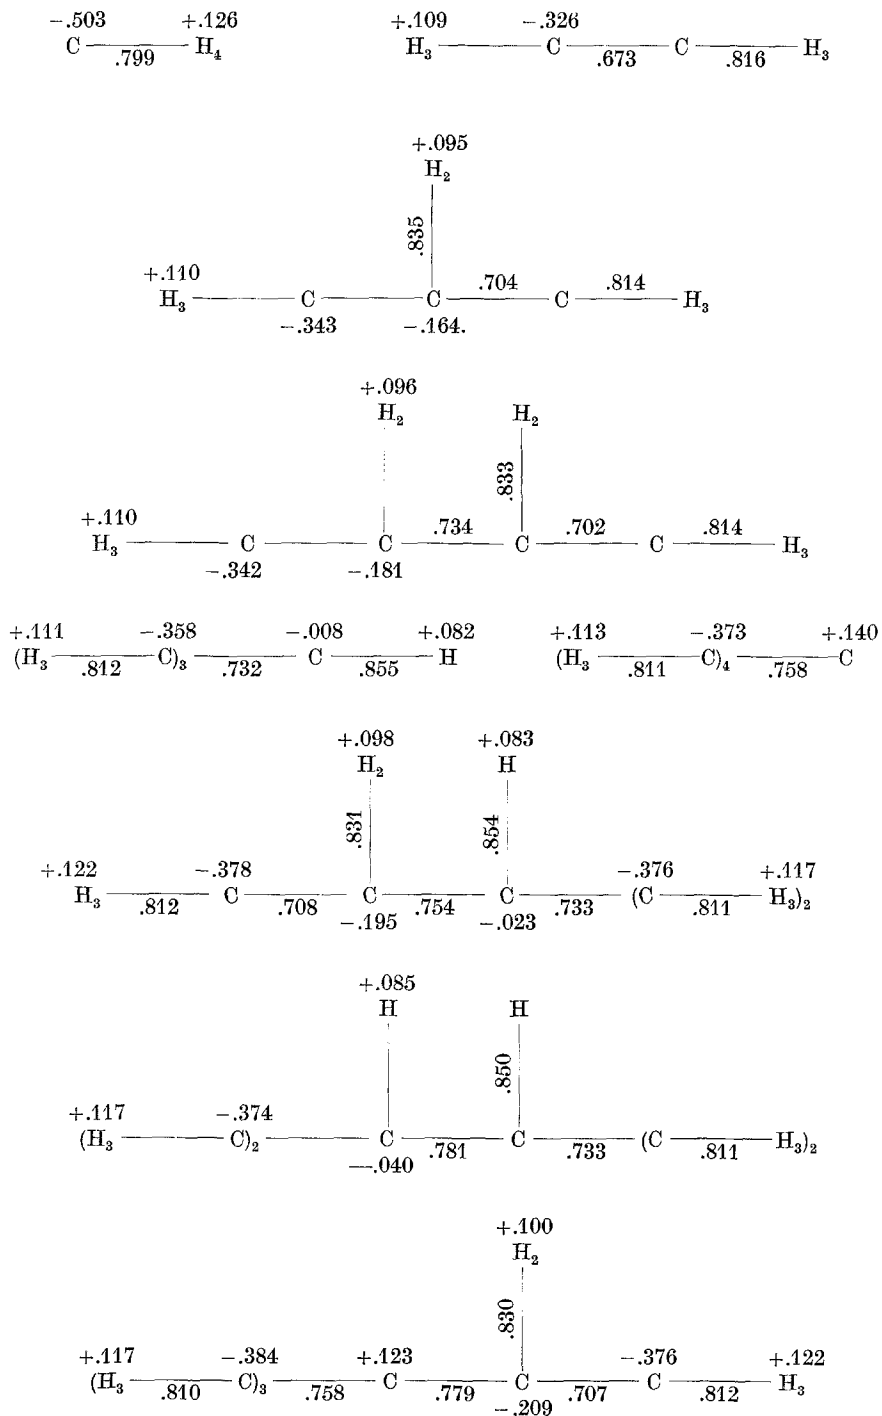 −.503 +.126 +.109 −.326
C H₄ H₃ C C H₃
.799 .673 .816
+.095
H₂
.835
+.110 .704 .814
H₃ C C C H₃
−.343 −.164.
+.096
H₂ H₂
.833
+.110 .734 .702 .814
H₃ C C C C H₃
−.342 −.181
+.111 −.358 −.008 +.082 +.113 −.373 +.140
(H₃ C)₃ C H (H₃ C)₄ C
.812 .732 .855 .811 .758
+.098 +.083
H₂ H
.831 .854
+.122 −.378 −.376 +.117
H₃ C C C (C H₃)₂
.812 .708 .754 .733 .811
−.195 −.023
+.085
H H
.850
+.117 −.374
(H₃ C)₂ C C (C H₃)₂
.781 .733 .811
—.040
+.100
H₂
.830
+.117 −.384 +.123 −.376 +.122
(H₃ C)₃ C C C H₃
.810 .758 .779 .707 .812
−.209